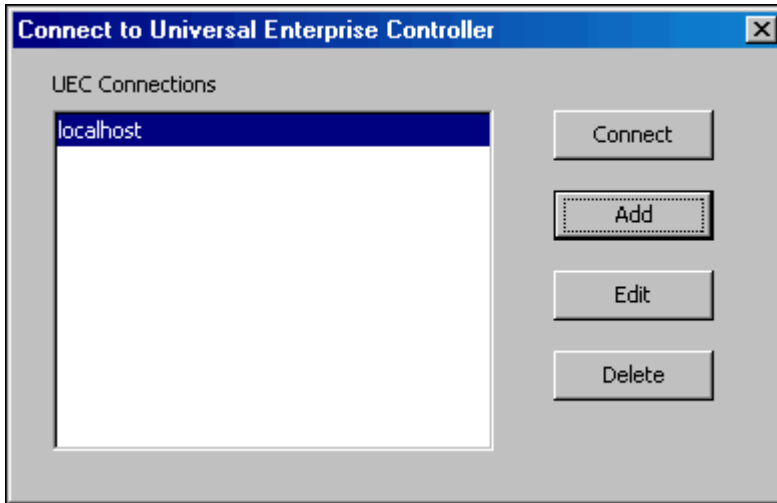 Connect to Universal Enterprise Controller
UEC Connections
localhost
Connect
Add
Edit
Delete